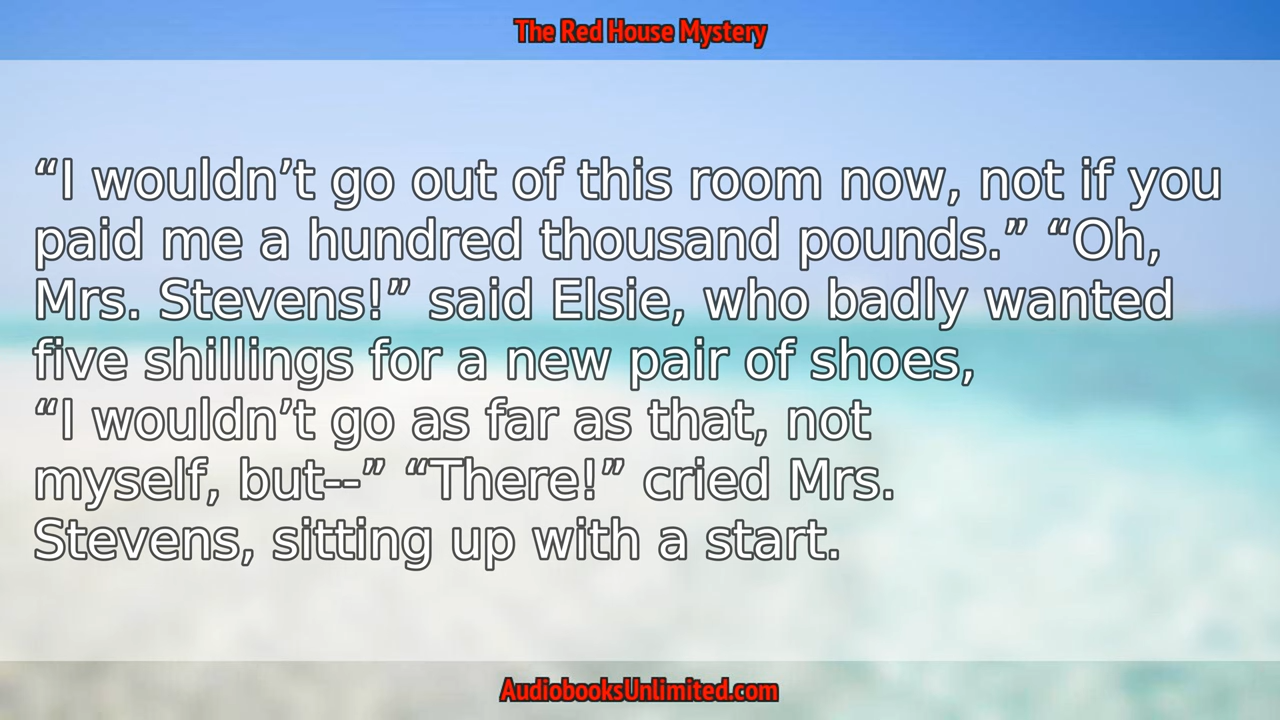 The Red House Mystery
“I wouldn’t go out of this room now, not if you
paid me a hundred thousand pounds.” “Oh,
Mrs. Stevens!” said Elsie, who badly wanted
five shillings for a new pair of shoes,
“I wouldn’t go as far as that, not
myself, but--” “There!” cried Mrs.
Stevens, sitting up with a start.
AudiobooksUnlimited.com